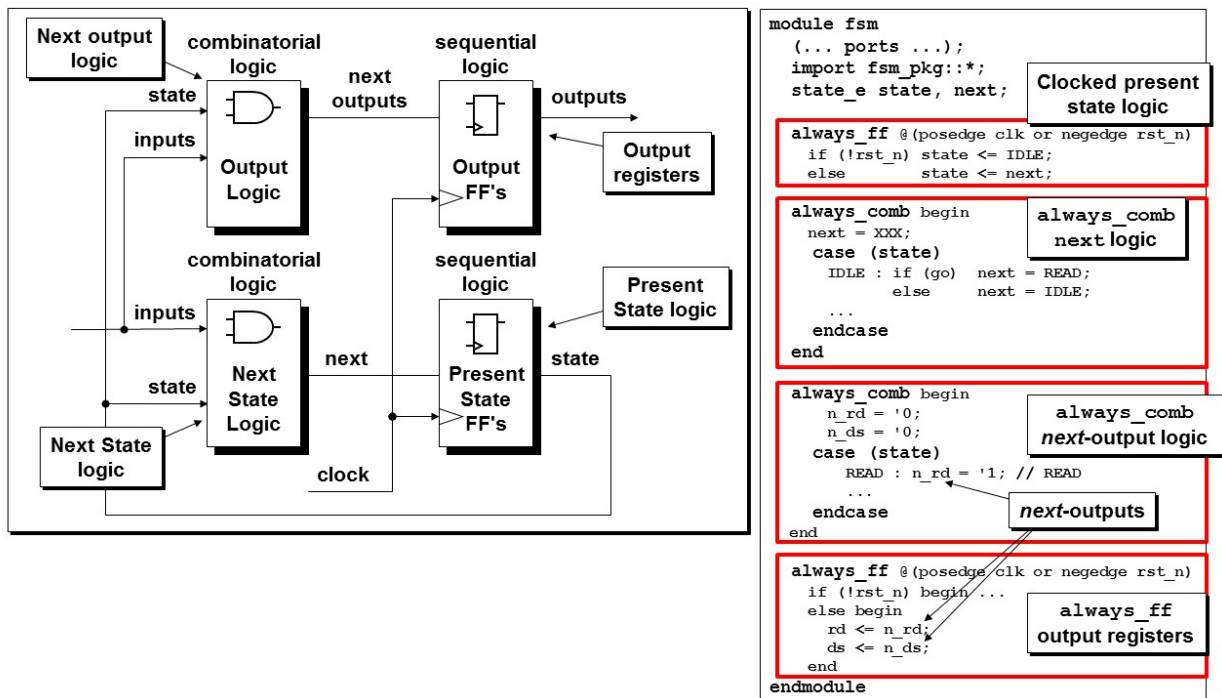 Next output
logic
combinatorial
logic
sequential
logic
next
outputs
state
inputs
outputs
Output
Logic
Output
FF's
Output
registers
combinatorial
logic
sequential
logic
Present
State logic
inputs
next
state
state
Next
State
Logic
Present
State
FF's
Next State
logic
clock
module fsm
(... ports ...);
import fsm_pkg::*;
state_e state, next;
Clocked present
state logic
always_ff @(posedge clk or negedge rst_n)
if (!rst_n) state <= IDLE;
else state <= next;
always_comb begin
next = XXX;
case (state)
IDLE : if (go) next = READ;
else next = IDLE;
...
endcase
end
always_comb
next logic
always_comb begin
n_rd = '0;
n_ds = '0;
case (state)
READ : n_rd = '1; // READ
...
endcase
end
always_comb
next-output logic
next-outputs
always_ff @(posedge clk or negedge rst_n)
if (!rst_n) begin ...
else begin
rd <= n_rd;
ds <= n_ds;
end
always_ff
output registers
endmodule